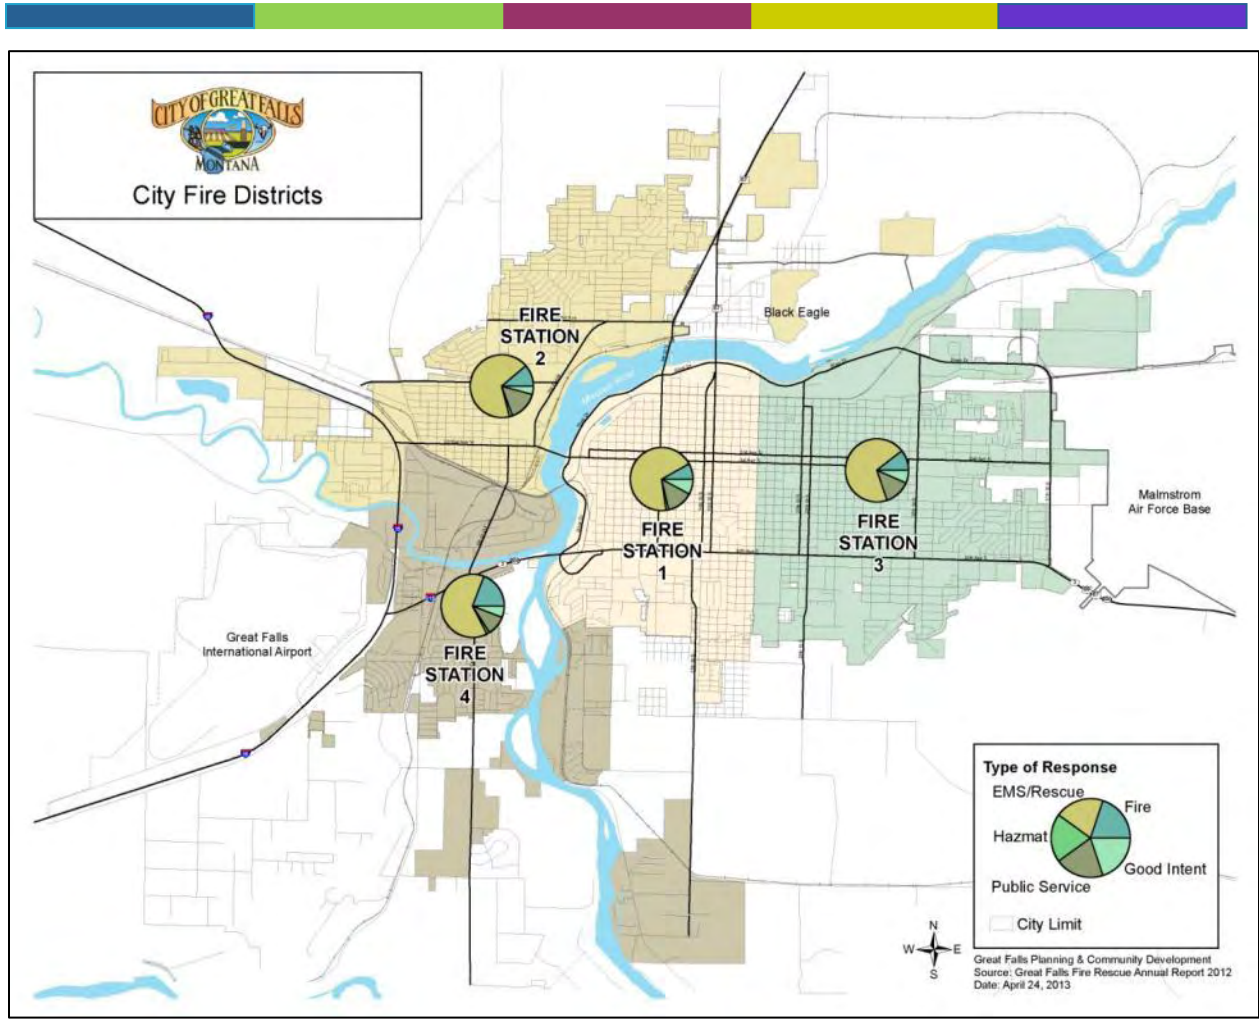 CITY OF GREAT FALLS
MONTANA
City Fire Districts
FIRE
STATION
2
Black Eagle
FIRE
STATION
1
FIRE
STATION
3
Malmstrom
Air Force Base
Great Falls
International Airport
FIRE
STATION
4
Type of Response
EMS/Rescue
Fire
Hazmat
Good Intent
Public Service
City Limit
N
W
E
S
Great Falls Planning & Community Development
Source: Great Falls Fire Rescue Annual Report 2012
Date: April 24, 2013